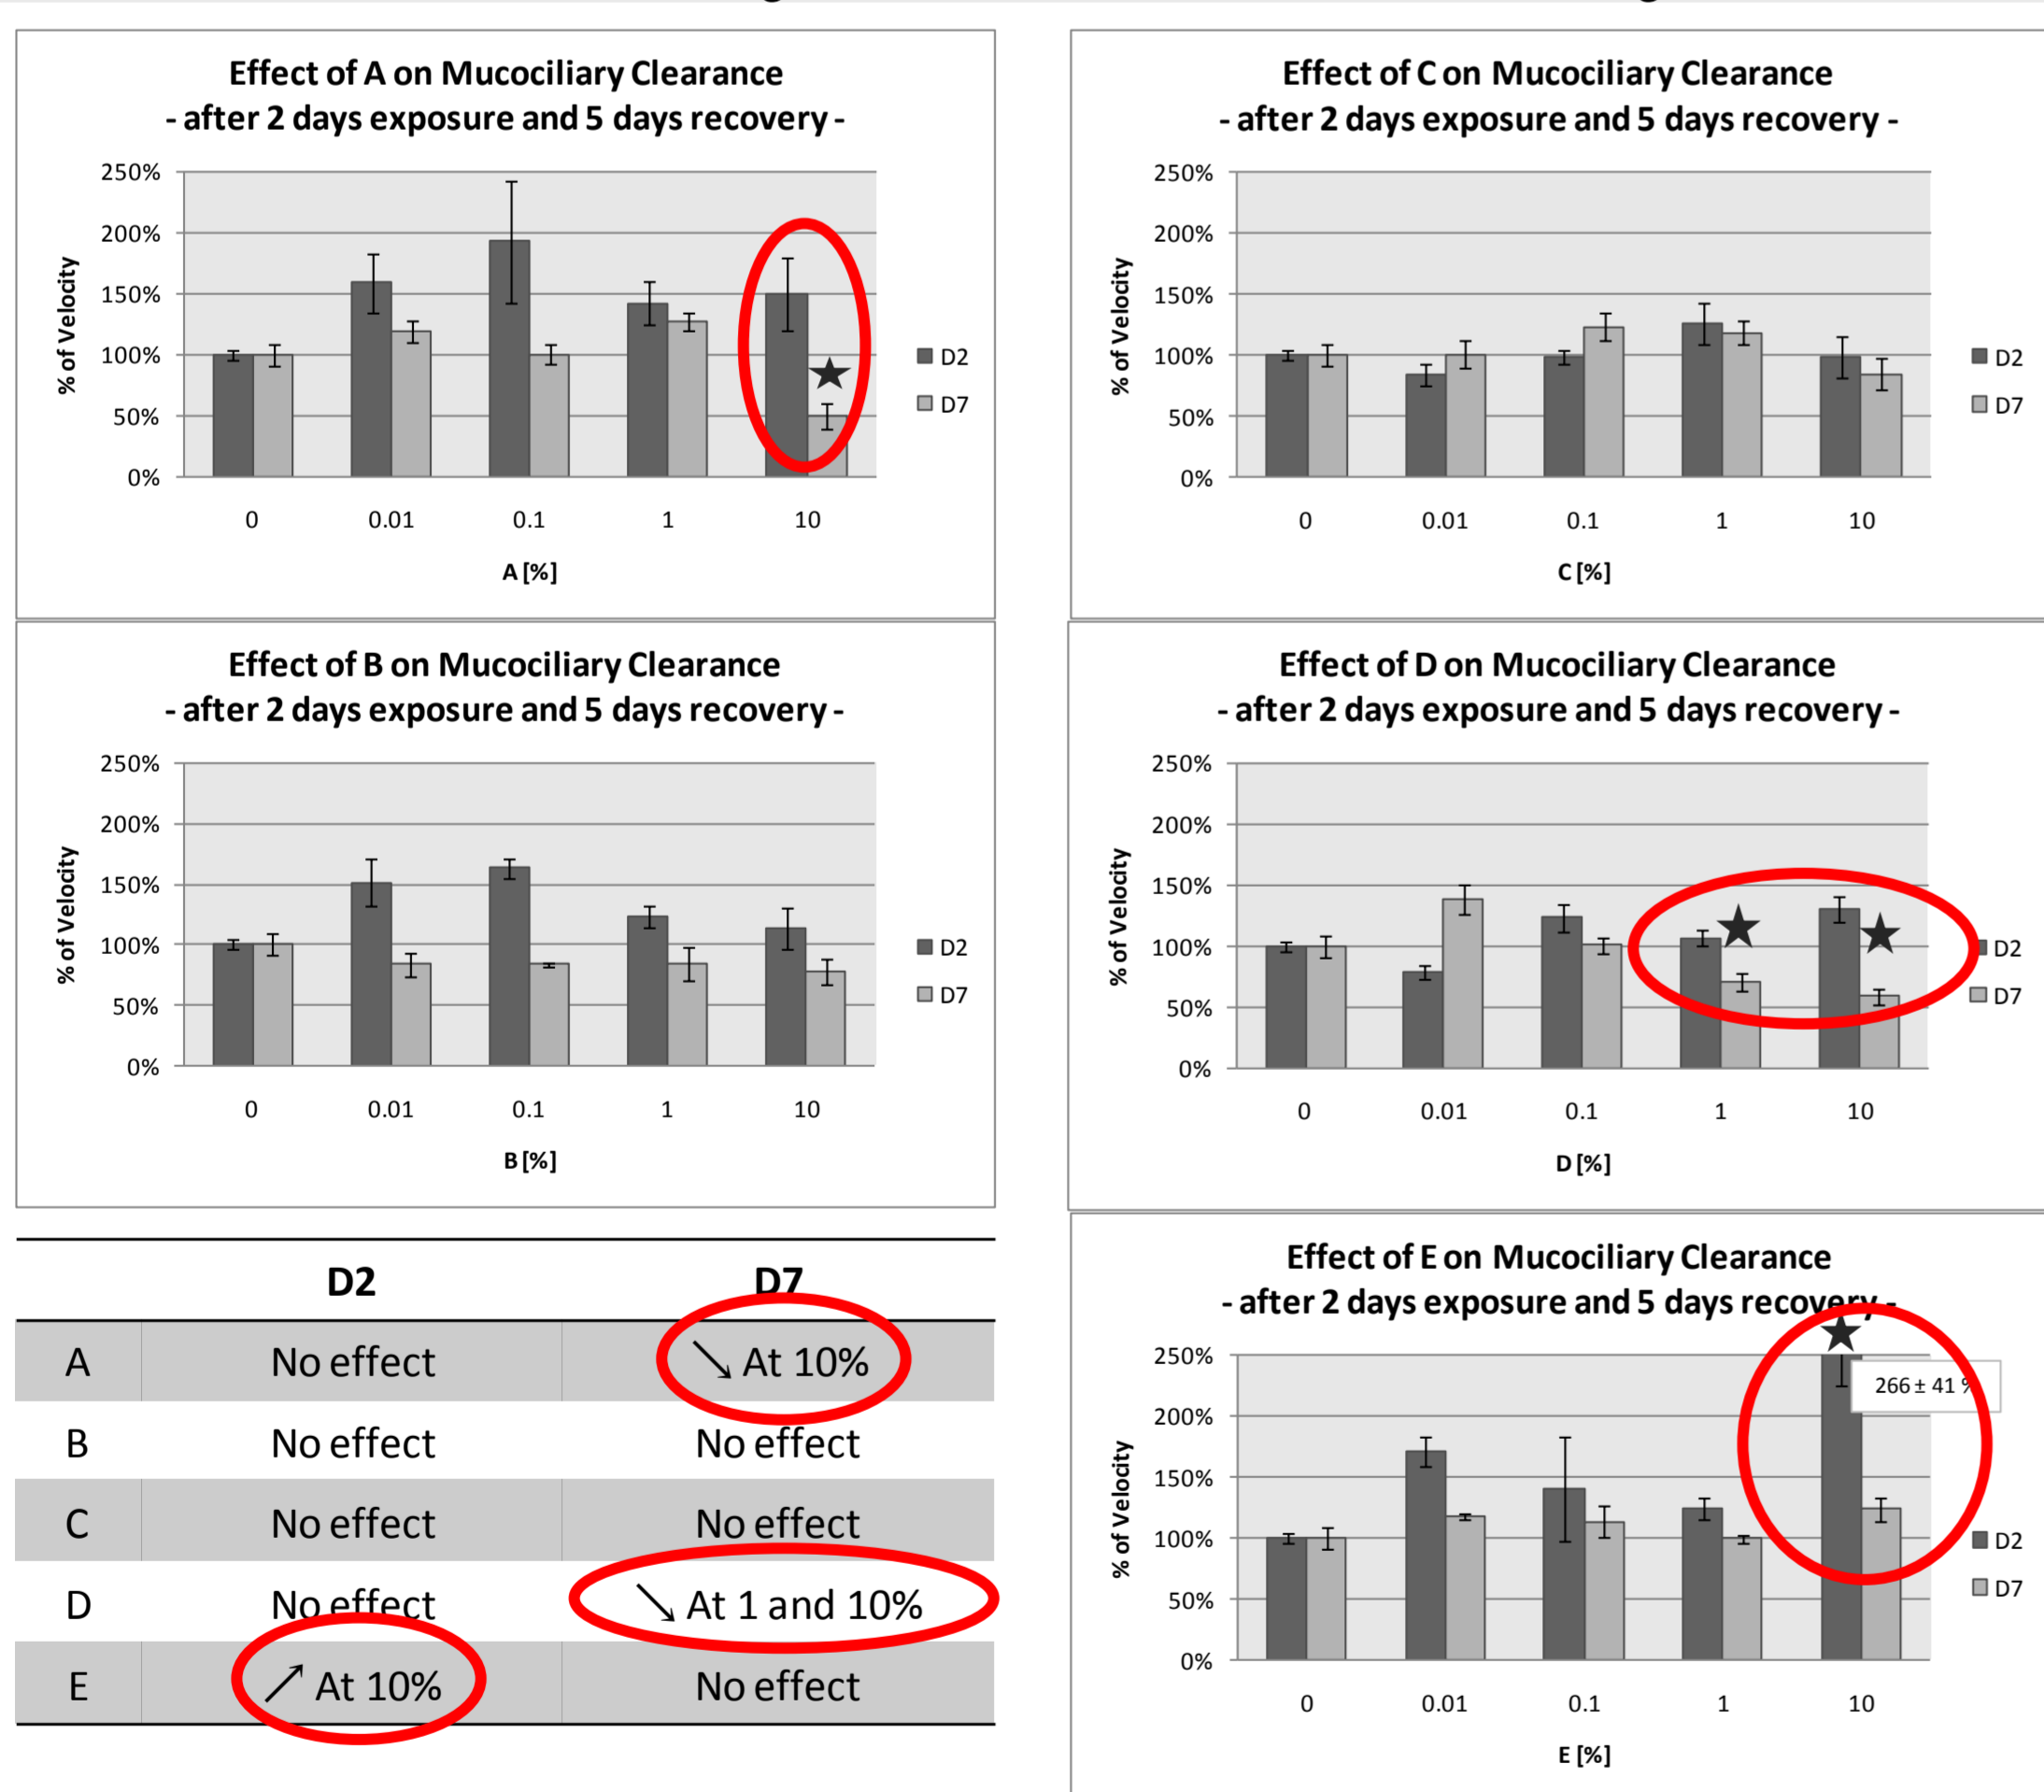 Effect of A on Mucociliary Clearance
- after 2 days exposure and 5 days recovery -
250%
200%
150%
100%
50%
0%
% of Velocity
0 0.01 0.1 1 10
A [%]
D2
D7
Effect of C on Mucociliary Clearance
- after 2 days exposure and 5 days recovery -
250%
200%
150%
100%
50%
0%
% of Velocity
0 0.01 0.1 1 10
C [%]
D2
D7
Effect of B on Mucociliary Clearance
- after 2 days exposure and 5 days recovery -
250%
200%
150%
100%
50%
0%
% of Velocity
0 0.01 0.1 1 10
B [%]
D2
D7
Effect of D on Mucociliary Clearance
- after 2 days exposure and 5 days recovery -
250%
200%
150%
100%
50%
0%
% of Velocity
0 0.01 0.1 1 10
D [%]
D2
D7
D2 D7
A No effect ↘ At 10%
B No effect No effect
C No effect No effect
D No effect ↘ At 1 and 10%
E ↗ At 10% No effect
Effect of E on Mucociliary Clearance
- after 2 days exposure and 5 days recovery -
250%
200%
150%
100%
50%
0%
% of Velocity
266 ± 41 %
0 0.01 0.1 1 10
E [%]
D2
D7